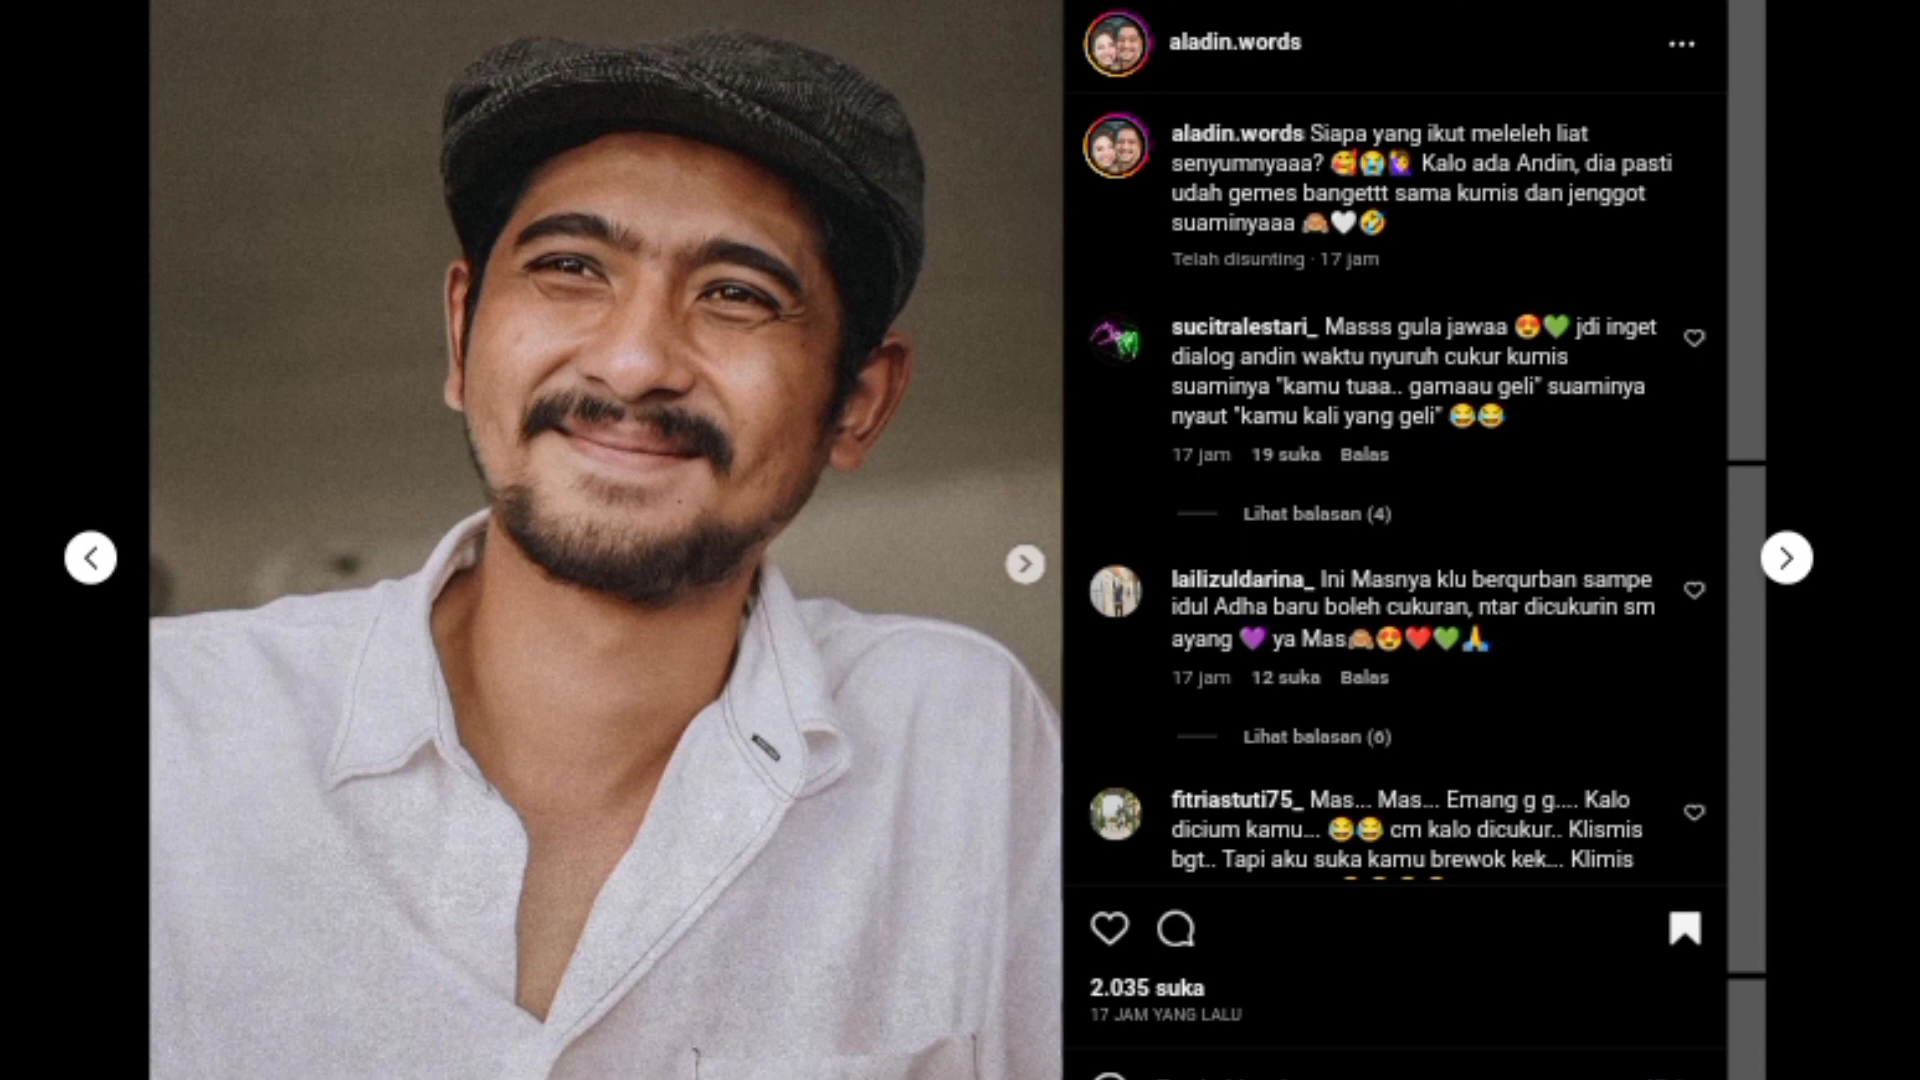 aladin.words
aladin.words Siapa yang ikut meleleh liat
senyumnyaaa? 🥰😭🙋‍♀️ Kalo ada Andin, dia pasti
udah gemes bangettt sama kumis dan jenggot
suaminyaaa 🙈🤍🤣
Telah disunting · 17 jam
sucitralestari_ Masss gula jawaa 😍💚 jdi inget
dialog andin waktu nyuruh cukur kumis
suaminya "kamu tuaa.. gamaau geli" suaminya
nyaut "kamu kali yang geli" 😂😂
17 jam 19 suka Balas
Lihat balasan (4)
lailizuldarina_ Ini Masnya klu berqurban sampe
idul Adha baru boleh cukuran, ntar dicukurin sm
ayang 💜 ya Mas🙈😍❤️💚🙏
17 jam 12 suka Balas
Lihat balasan (6)
fitriastuti75_ Mas... Mas... Emang g g.... Kalo
dicium kamu... 😂😂 cm kalo dicukur.. Klismis
bgt.. Tapi aku suka kamu brewok kek... Klimis
2.035 suka
17 JAM YANG LALU